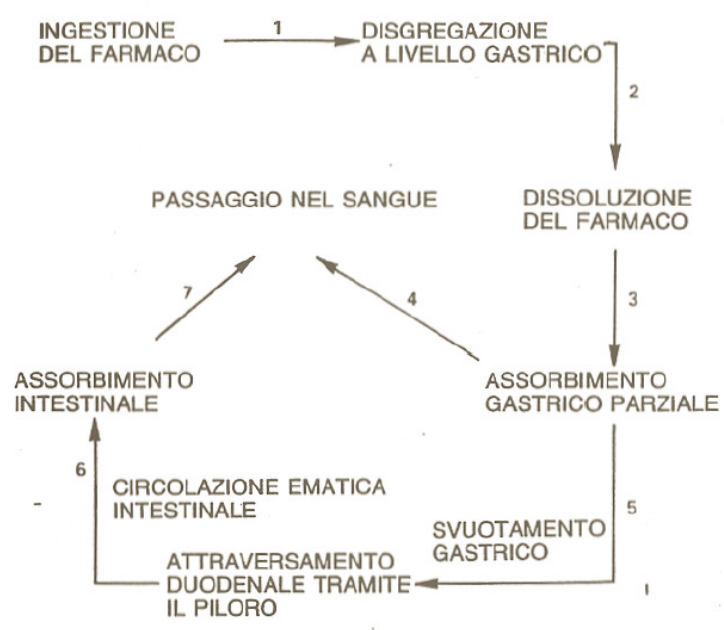 INGESTIONE
DEL FARMACO
1
DISGREGAZIONE
A LIVELLO GASTRICO
2
PASSAGGIO NEL SANGUE
DISSOLUZIONE
DEL FARMACO
7
4
3
ASSORBIMENTO
INTESTINALE
ASSORBIMENTO
GASTRICO PARZIALE
6
CIRCOLAZIONE EMATICA
INTESTINALE
5
SVUOTAMENTO
GASTRICO
ATTRAVERSAMENTO
DUODENALE TRAMITE
IL PILORO